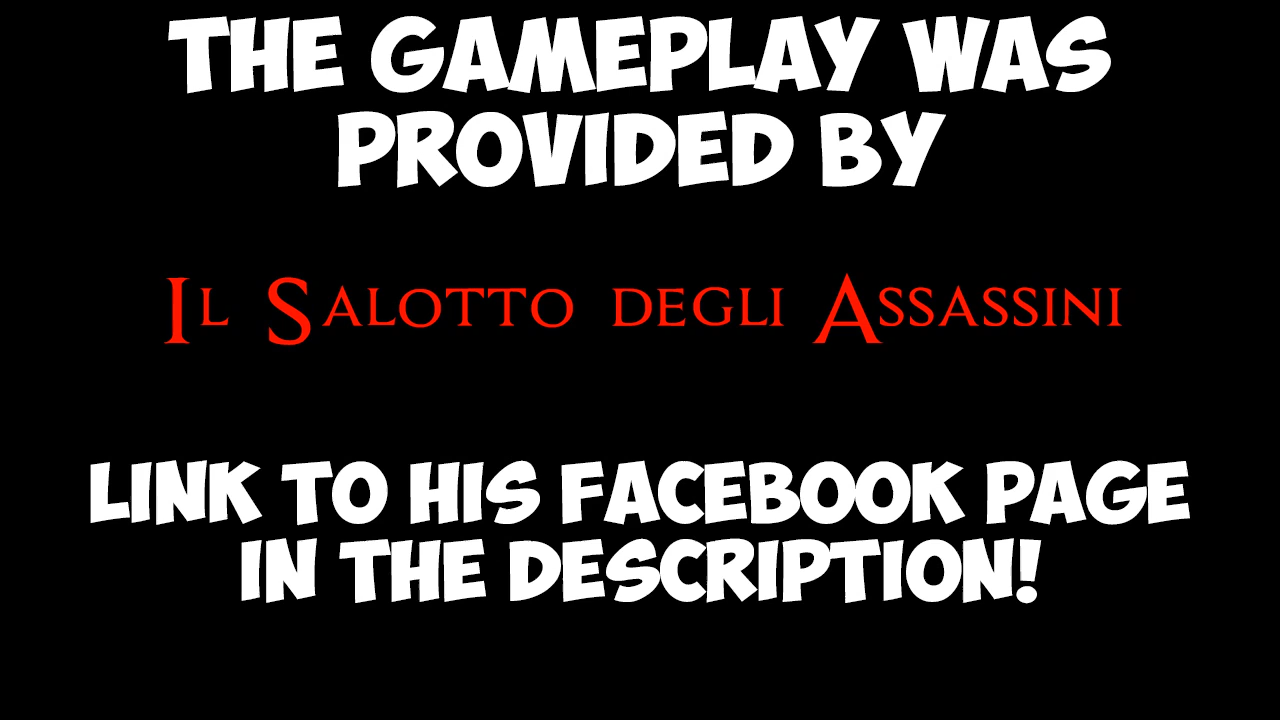 THE GAMEPLAY WAS
PROVIDED BY
IL SALOTTO DEGLI ASSASSINI
LINK TO HIS FACEBOOK PAGE
IN THE DESCRIPTION!